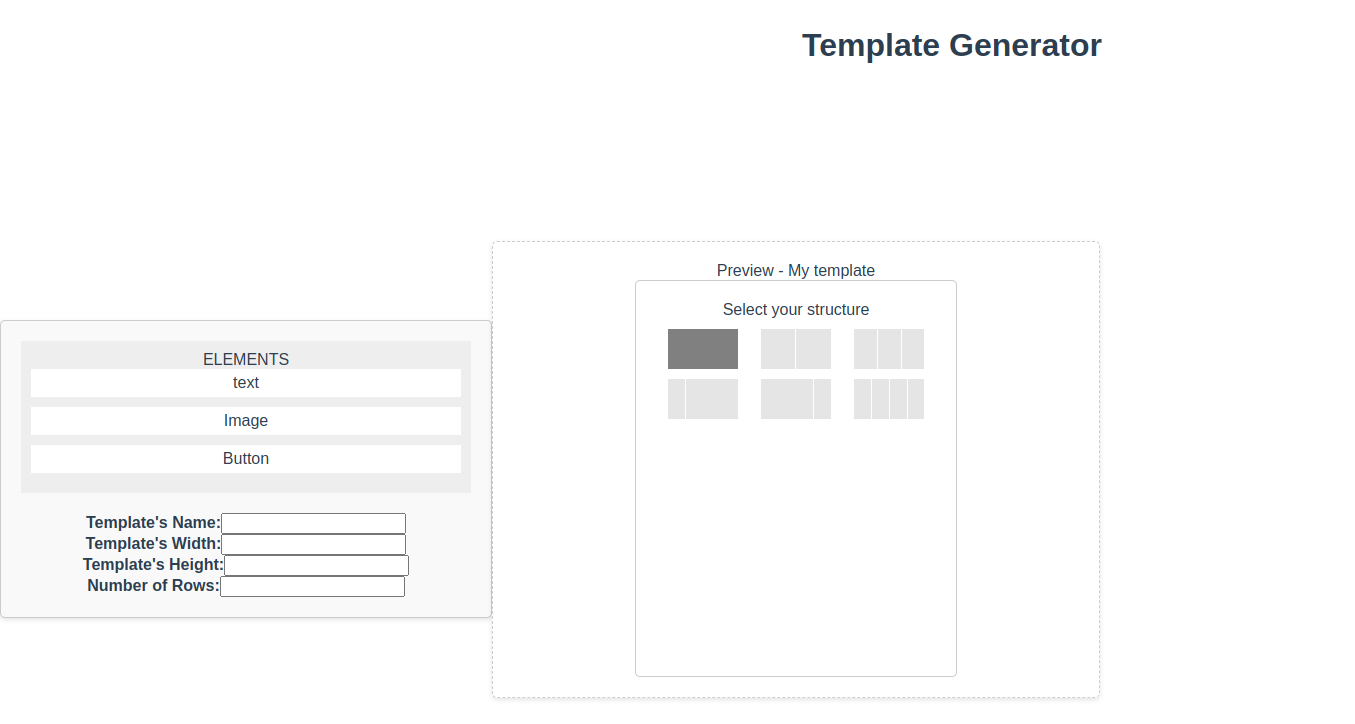 Template Generator
Preview - My template
Select your structure
ELEMENTS
text
Image
Button
Template's Name:
Template's Width:
Template's Height:
Number of Rows: